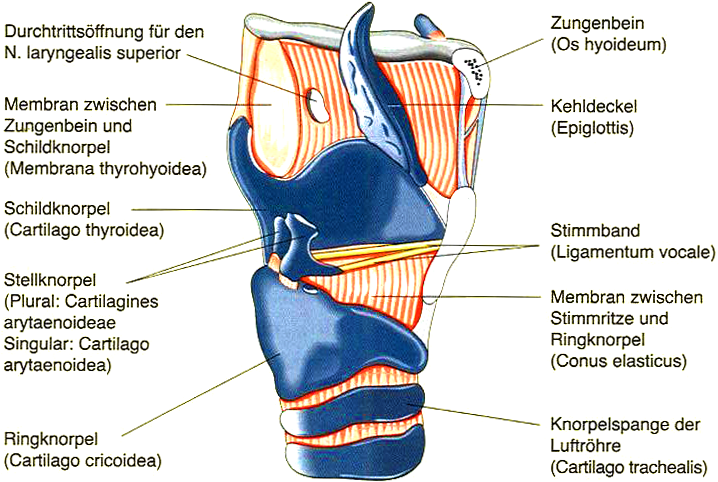 Durchtrittsöffnung für den
N. laryngealis superior
Membran zwischen
Zungenbein und
Schildknorpel
(Membrana thyrohyoidea)
Schildknorpel
(Cartilago thyroidea)
Stellknorpel
(Plural: Cartilagines
arytaenoideae
Singular: Cartilago
arytaenoidea)
Ringknorpel
(Cartilago cricoidea)
Zungenbein
(Os hyoideum)
Kehldeckel
(Epiglottis)
Stimmband
(Ligamentum vocale)
Membran zwischen
Stimmritze und
Ringknorpel
(Conus elasticus)
Knorpelspange der
Luftröhre
(Cartilago trachealis)